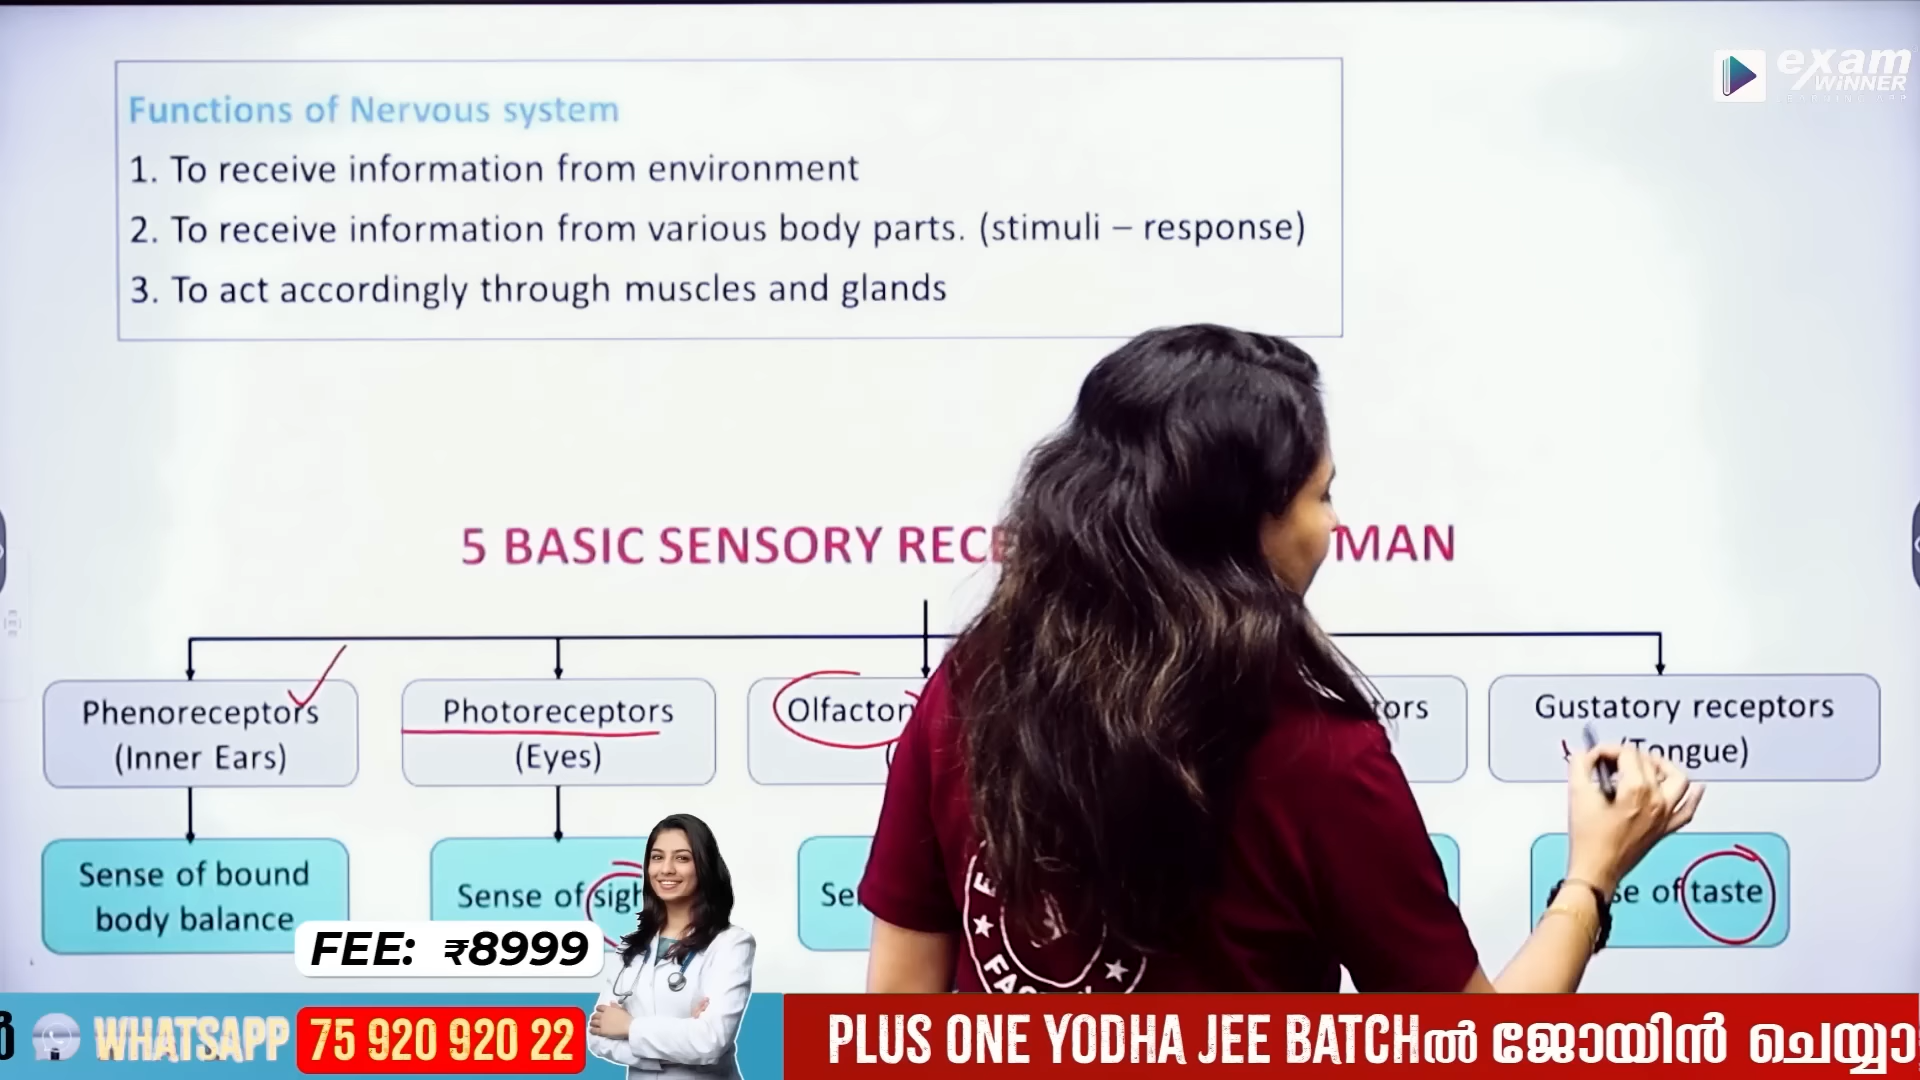 exam
WINNER
Functions of Nervous system
1. To receive information from environment
2. To receive information from various body parts. (stimuli – response)
3. To act accordingly through muscles and glands
5 BASIC SENSORY RECE MAN
Phenoreceptors
(Inner Ears)
Photoreceptors
(Eyes)
Olfactor
tors
Gustatory receptors
(Tongue)
Sense of bound
body balance
Sense of sigh
Se
se of taste
FEE: ₹8999
WHATSAPP 75 920 920 22
PLUS ONE YODHA JEE BATCHൽ ജോയിൻ ചെയ്യാ